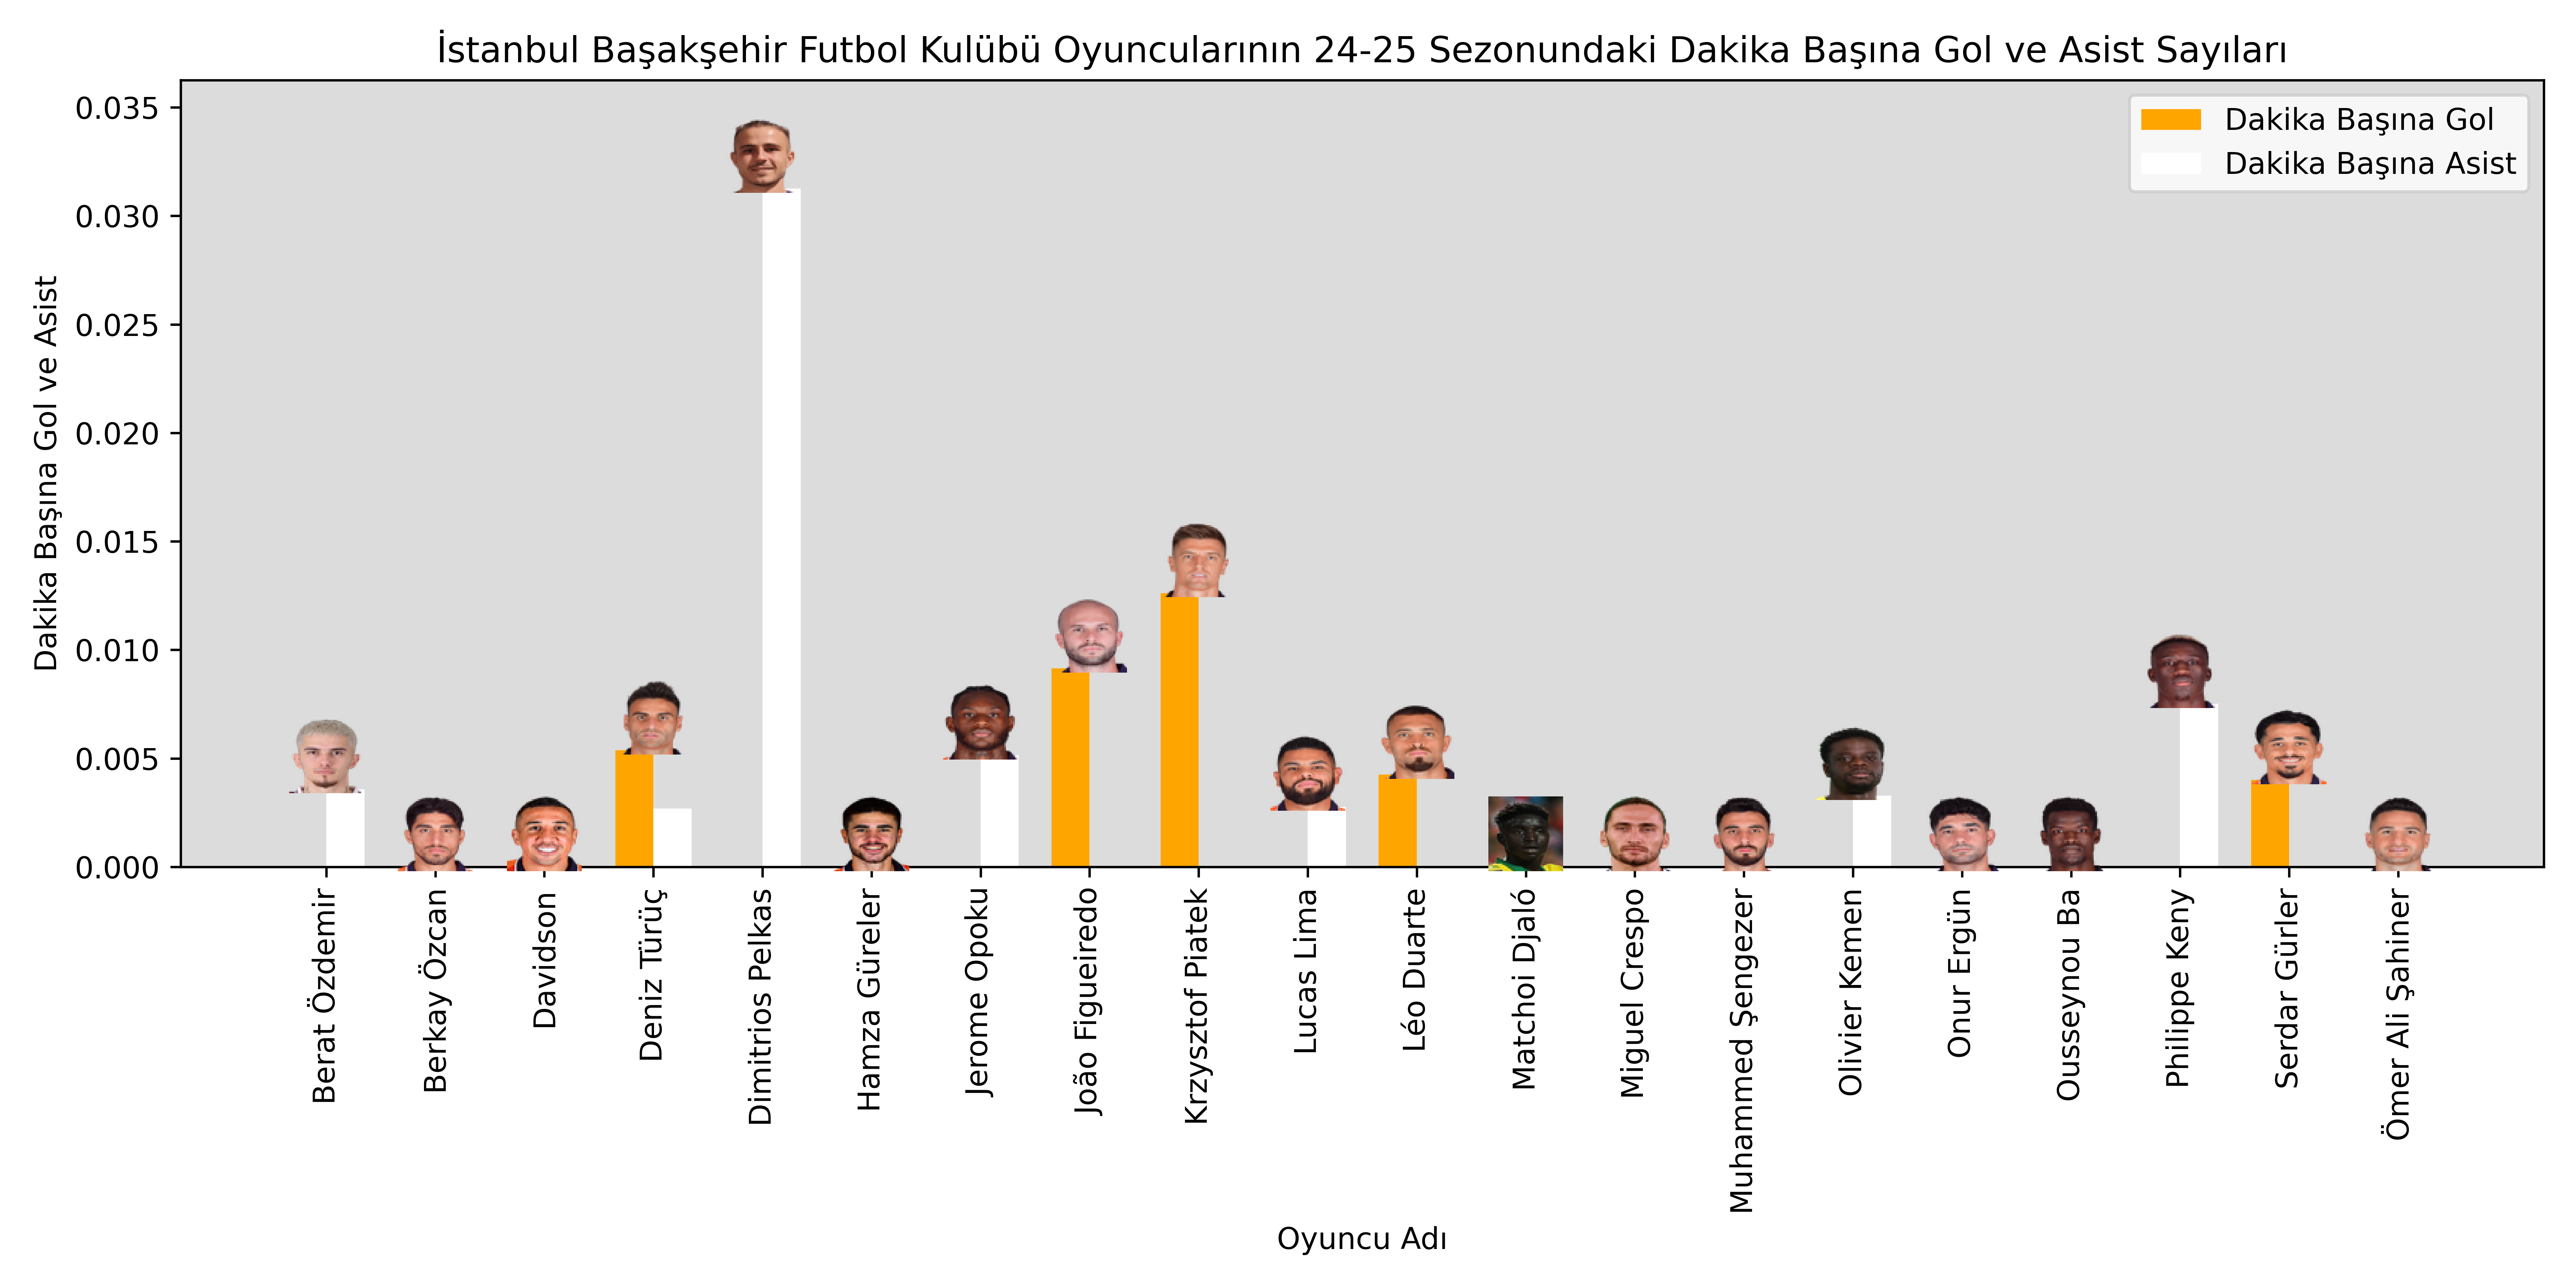 İstanbul Başakşehir Futbol Kulübü Oyuncularının 24-25 Sezonundaki Dakika Başına Gol ve Asist Sayıları
Dakika Başına Gol
Dakika Başına Asist
Dakika Başına Gol ve Asist
0.035
0.030
0.025
0.020
0.015
0.010
0.005
0.000
Berat Özdemir
Berkay Özcan
Davidson
Deniz Türüç
Dimitrios Pelkas
Hamza Güreler
Jerome Opoku
João Figueiredo
Krzysztof Piatek
Lucas Lima
Léo Duarte
Matchoi Djaló
Miguel Crespo
Muhammed Şengezer
Olivier Kemen
Onur Ergün
Ousseynou Ba
Philippe Keny
Serdar Gürler
Ömer Ali Şahiner
Oyuncu Adı